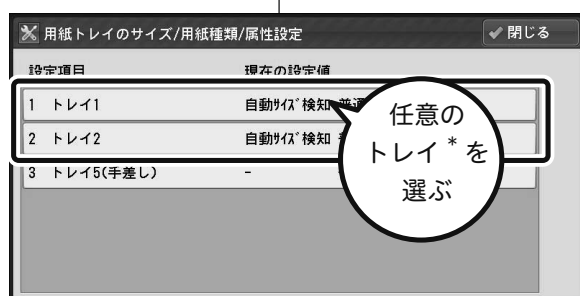 用紙トレイのサイズ/用紙種類/属性設定
閉じる
設定項目 現在の設定値
1 トレイ1 自動ｻｲｽﾞ検知 普通
2 トレイ2 自動ｻｲｽﾞ検知
3 トレイ5(手差し) -
任意の
トレイ*を
選ぶ